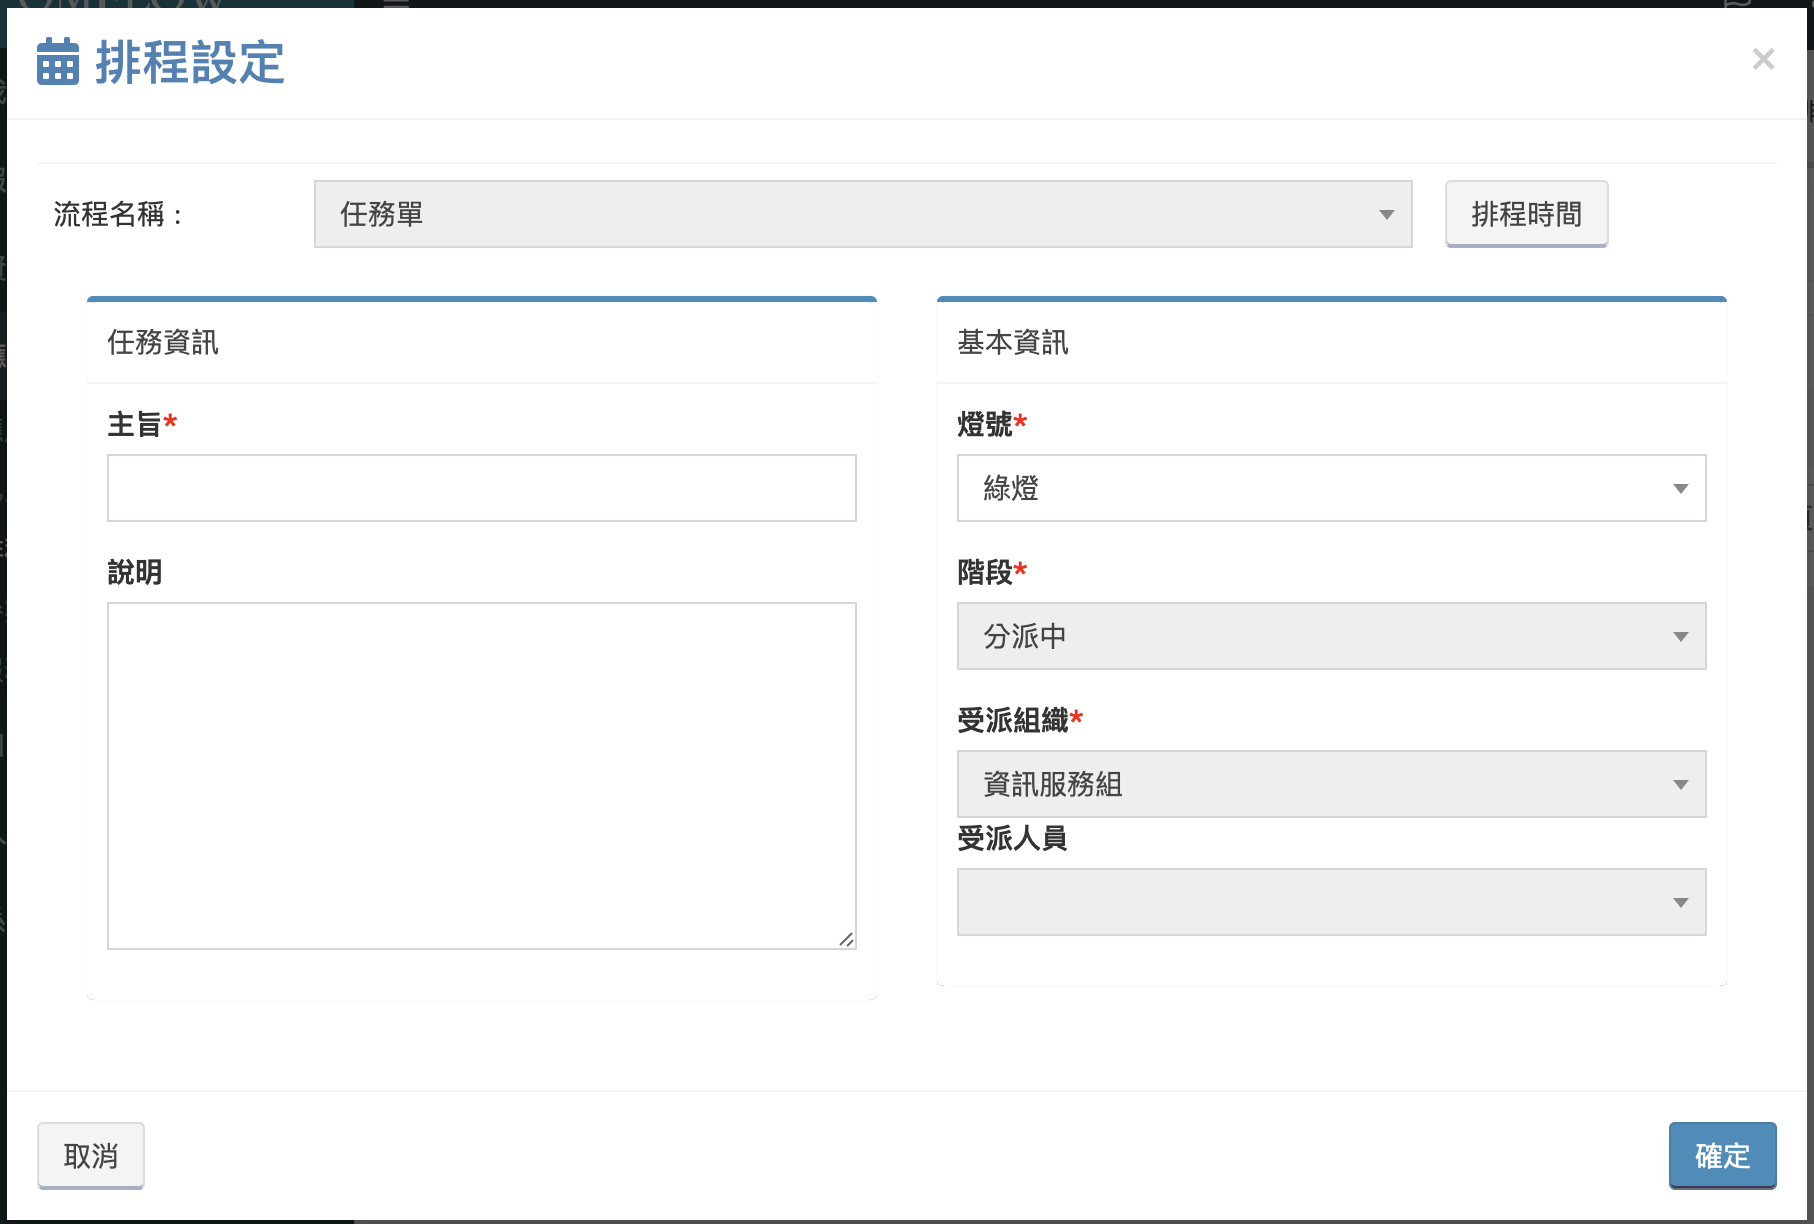 排程設定
流程名稱：
任務單
排程時間
任務資訊
主旨*
說明
基本資訊
燈號*
綠燈
階段*
分派中
受派組織*
資訊服務組
受派人員
取消
確定